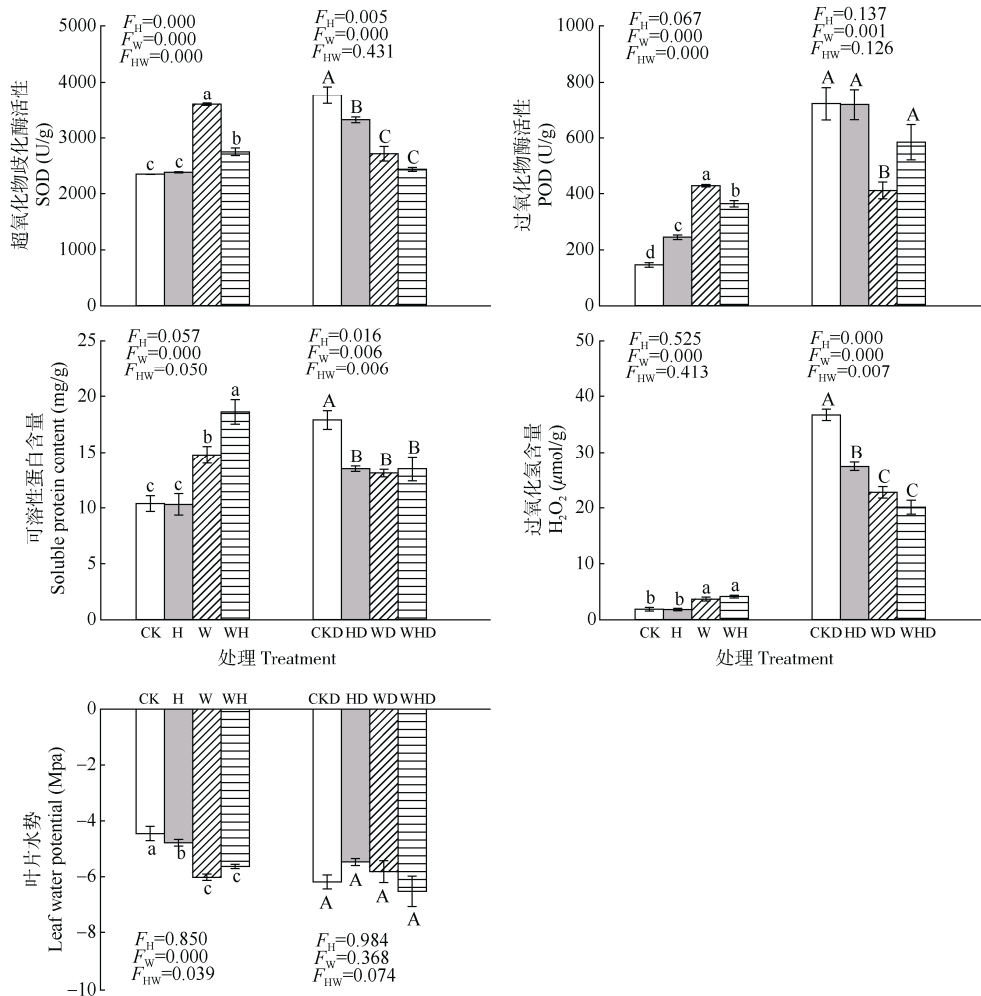 超氧化物歧化酶活性
SOD (U/g)
5000
4000
3000
2000
1000
0
F_H=0.000
F_W=0.000
F_HW=0.000
c
c
a
b
F_H=0.005
F_W=0.000
F_HW=0.431
A
B
C
C
过氧化物酶活性
POD (U/g)
1000
800
600
400
200
0
F_H=0.067
F_W=0.000
F_HW=0.000
d
c
a
b
F_H=0.137
F_W=0.001
F_HW=0.126
A
A
B
A
可溶性蛋白含量
Soluble protein content (mg/g)
25
20
15
10
5
0
F_H=0.057
F_W=0.000
F_HW=0.050
c
c
b
a
F_H=0.016
F_W=0.006
F_HW=0.006
A
B
B
B
CK H W WH CKD HD WD WHD
处理 Treatment
过氧化氢含量
H₂O₂ (μmol/g)
50
40
30
20
10
0
F_H=0.525
F_W=0.000
F_HW=0.413
b
b
a
a
F_H=0.000
F_W=0.000
F_HW=0.007
A
B
C
C
CK H W WH CKD HD WD WHD
处理 Treatment
叶片水势
Leaf water potential (Mpa)
CK H W WH CKD HD WD WHD
0
−2
−4
−6
−8
−10
a
b
c
c
A
A
A
A
F_H=0.850
F_W=0.000
F_HW=0.039
F_H=0.984
F_W=0.368
F_HW=0.074